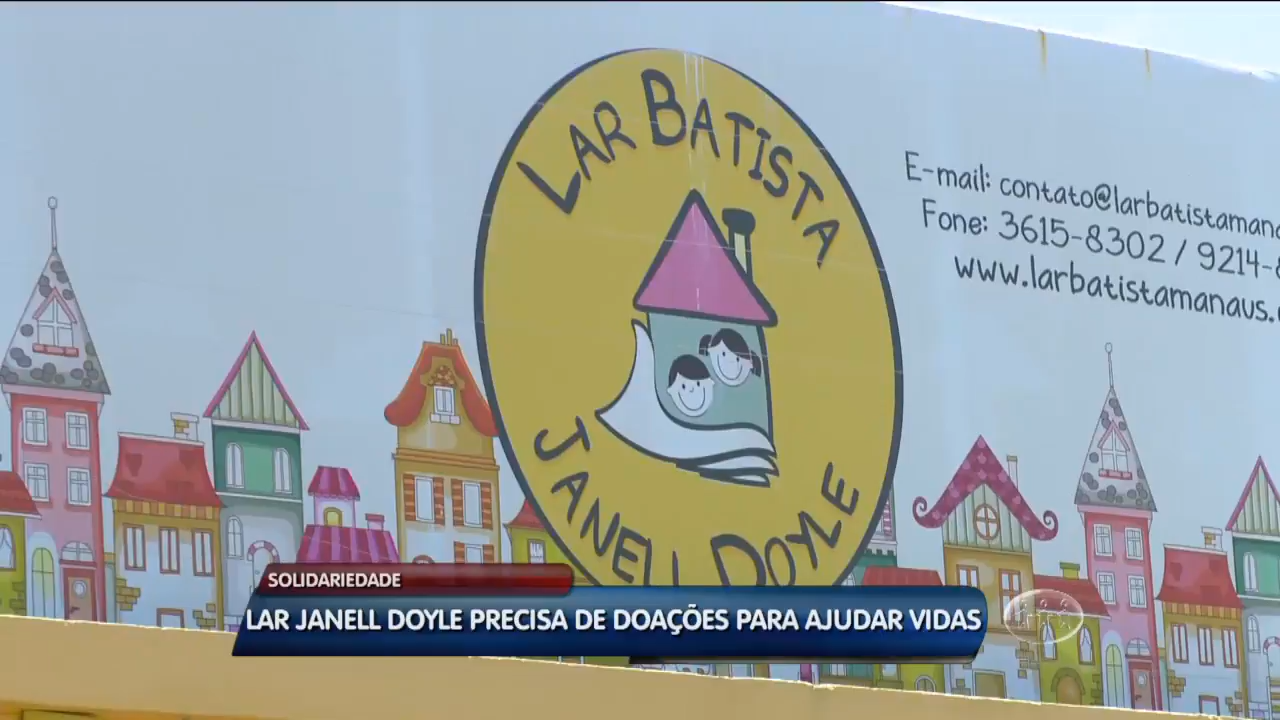 LAR BATISTA
JANELL DOYLE
E-mail: contato@larbatistamana
Fone: 3615-8302 / 9214-8
www.larbatistamanaus.
SOLIDARIEDADE
LAR JANELL DOYLE PRECISA DE DOAÇÕES PARA AJUDAR VIDAS